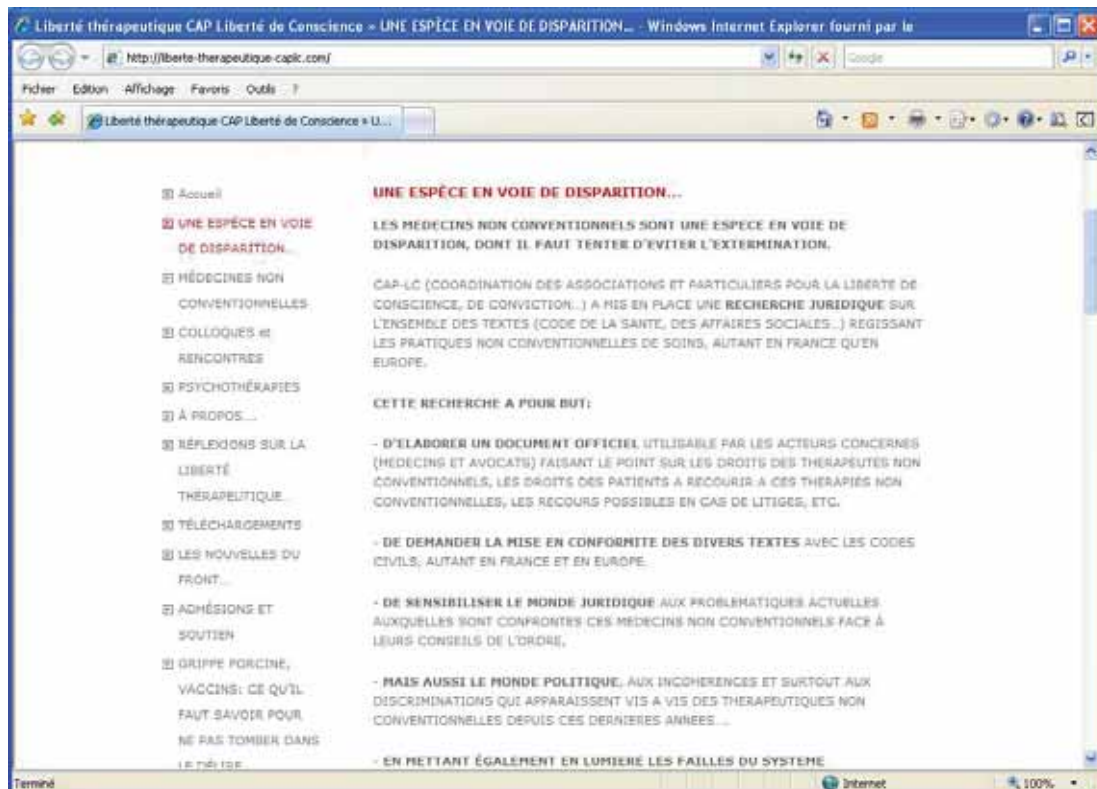 Liberté thérapeutique CAP Liberté de Conscience » UNE ESPÈCE EN VOIE DE DISPARITION... - Windows Internet Explorer fourni par le
http://liberte-therapeutique-caplc.com/
Google
Fichier Edition Affichage Favoris Outils ?
Liberté thérapeutique CAP Liberté de Conscience » U...
Accueil
UNE ESPÈCE EN VOIE
DE DISPARITION...
MÉDECINES NON
CONVENTIONNELLES
COLLOQUES et
RENCONTRES
PSYCHOTHÉRAPIES
À PROPOS....
RÉFLEXIONS SUR LA
LIBERTÉ
THÉRAPEUTIQUE
TÉLÉCHARGEMENTS
LES NOUVELLES DU
FRONT...
ADHÉSIONS ET
SOUTIEN
GRIPPE PORCINE,
VACCINS: CE QU'IL
FAUT SAVOIR POUR
NE PAS TOMBER DANS
LE DÉLIRE
UNE ESPÈCE EN VOIE DE DISPARITION...
LES MEDECINS NON CONVENTIONNELS SONT UNE ESPECE EN VOIE DE
DISPARITION, DONT IL FAUT TENTER D'EVITER L'EXTERMINATION.
CAP-LC (COORDINATION DES ASSOCIATIONS ET PARTICULIERS POUR LA LIBERTE DE
CONSCIENCE, DE CONVICTION...) A MIS EN PLACE UNE RECHERCHE JURIDIQUE SUR
L'ENSEMBLE DES TEXTES (CODE DE LA SANTE, DES AFFAIRES SOCIALES...) REGISSANT
LES PRATIQUES NON CONVENTIONNELLES DE SOINS, AUTANT EN FRANCE QU'EN
EUROPE.
CETTE RECHERCHE A POUR BUT:
- D'ELABORER UN DOCUMENT OFFICIEL UTILISABLE PAR LES ACTEURS CONCERNES
(MEDECINS ET AVOCATS) FAISANT LE POINT SUR LES DROITS DES THERAPEUTES NON
CONVENTIONNELS, LES DROITS DES PATIENTS A RECOURIR A CES THERAPIES NON
CONVENTIONNELLES, LES RECOURS POSSIBLES EN CAS DE LITIGES, ETC.
- DE DEMANDER LA MISE EN CONFORMITE DES DIVERS TEXTES AVEC LES CODES
CIVILS, AUTANT EN FRANCE ET EN EUROPE.
- DE SENSIBILISER LE MONDE JURIDIQUE AUX PROBLEMATIQUES ACTUELLES
AUXQUELLES SONT CONFRONTES CES MEDECINS NON CONVENTIONNELS FACE À
LEURS CONSEILS DE L'ORDRE,
- MAIS AUSSI LE MONDE POLITIQUE, AUX INCOHERENCES ET SURTOUT AUX
DISCRIMINATIONS QUI APPARAISSENT VIS A VIS DES THERAPEUTIQUES NON
CONVENTIONNELLES DEPUIS CES DERNIERES ANNEES....
- EN METTANT ÉGALEMENT EN LUMIERE LES FAILLES DU SYSTEME
Terminé
Internet
100%